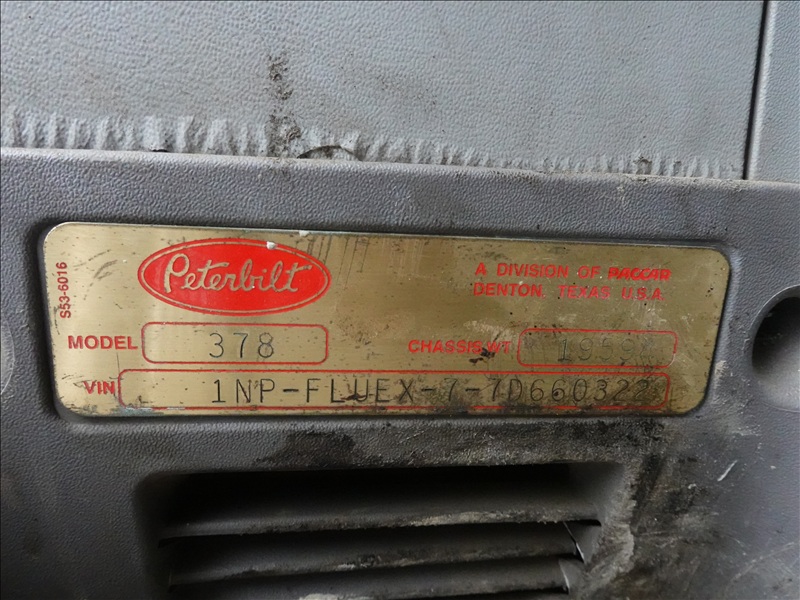 S53-6016
Peterbilt
A DIVISION OF PACCAR
DENTON, TEXAS U.S.A.
MODEL 378
CHASSIS WT
VIN 1NP-FLUEX-7-7D660322